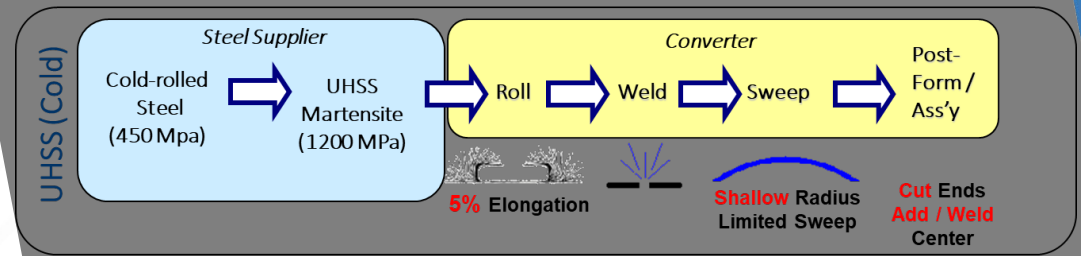 UHSS (Cold)
Steel Supplier
Cold-rolled
Steel
(450 Mpa)
UHSS
Martensite
(1200 MPa)
Converter
Roll
Weld
Sweep
Post-
Form /
Ass'y
5% Elongation
Shallow Radius
Limited Sweep
Cut Ends
Add / Weld
Center